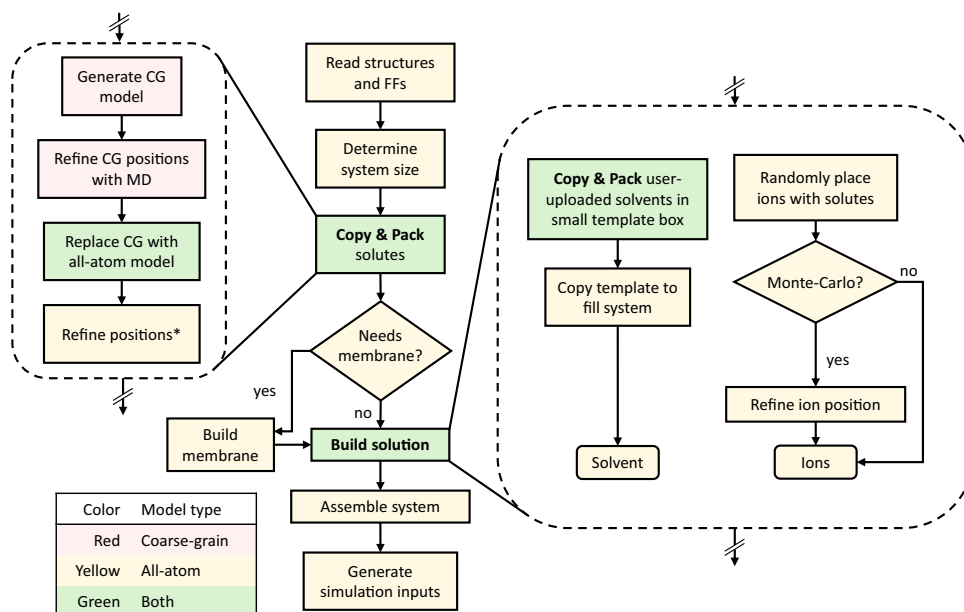 Generate CG
model
Refine CG positions
with MD
Replace CG with
all-atom model
Refine positions*
Read structures
and FFs
Determine
system size
Copy & Pack
solutes
Needs
membrane?
yes
no
Build
membrane
Build solution
Assemble system
Generate
simulation inputs
Copy & Pack user-
uploaded solvents in
small template box
Copy template to
fill system
Solvent
Randomly place
ions with solutes
Monte-Carlo?
no
yes
Refine ion position
Ions
Color Model type
Red Coarse-grain
Yellow All-atom
Green Both